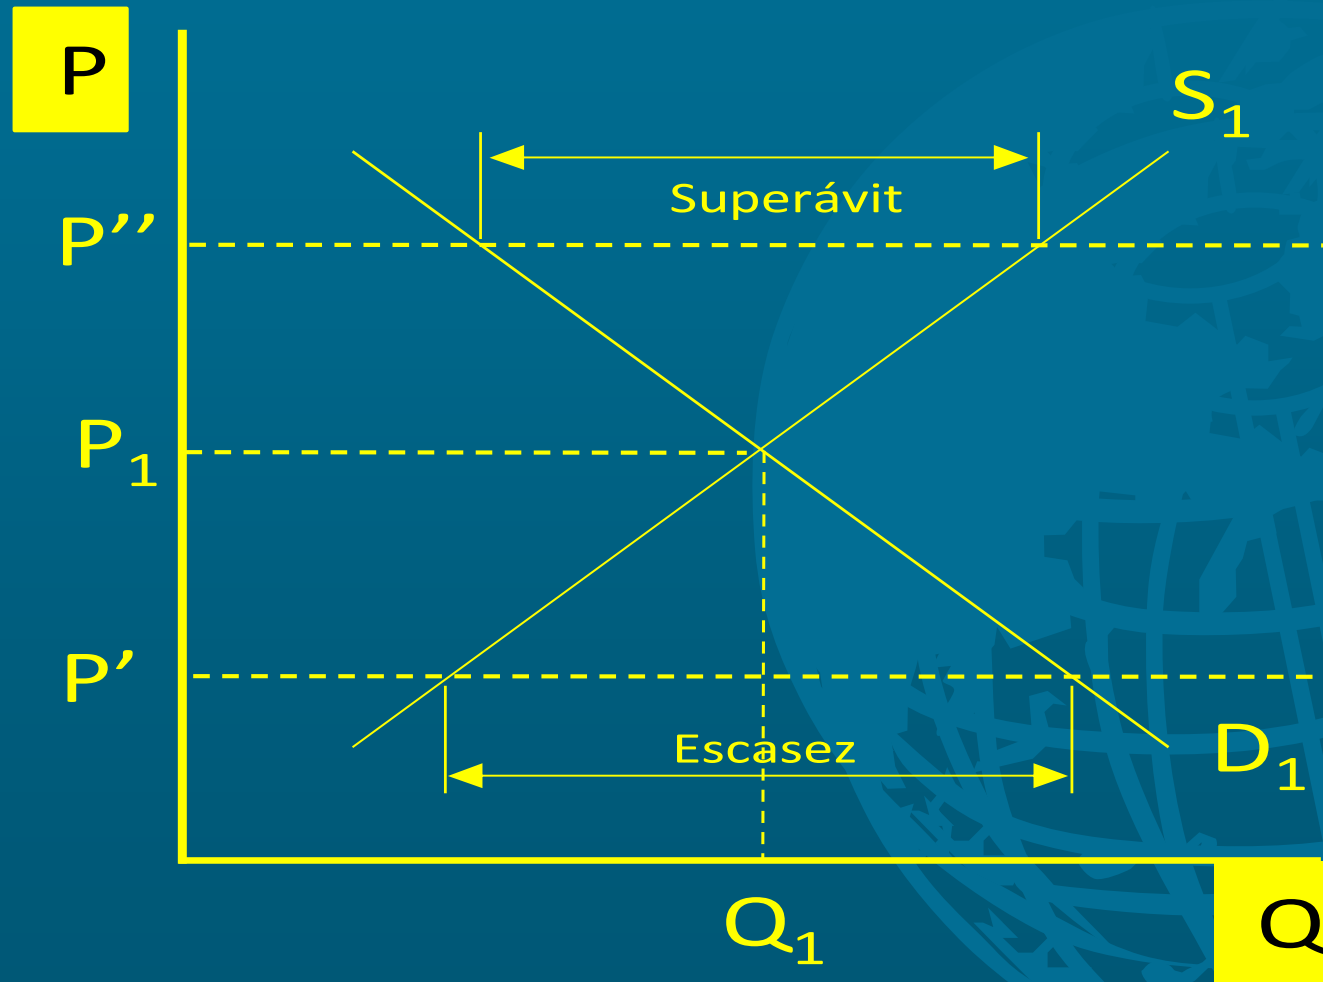 P
S₁
Superávit
P’’
P₁
P’
Escasez
D₁
Q₁
Q